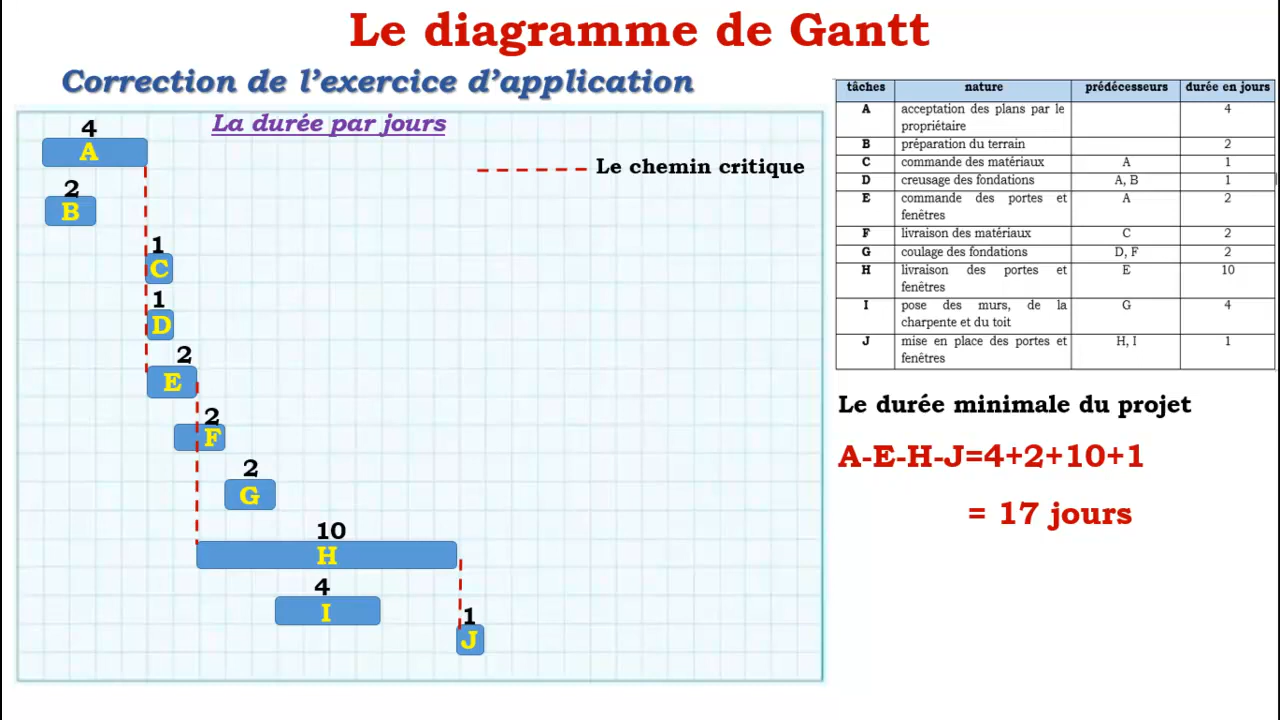 Le diagramme de Gantt
Correction de l'exercice d'application
La durée par jours
Le chemin critique
4
A
2
B
1
C
1
D
2
E
2
F
2
G
10
H
4
I
1
J
tâches nature prédécesseurs durée en jours
A acceptation des plans par le 4
propriétaire
B préparation du terrain 2
C commande des matériaux A 1
D creusage des fondations A, B 1
E commande des portes et A 2
fenêtres
F livraison des matériaux C 2
G coulage des fondations D, F 2
H livraison des portes et E 10
fenêtres
I pose des murs, de la G 4
charpente et du toit
J mise en place des portes et H, I 1
fenêtres
Le durée minimale du projet
A-E-H-J=4+2+10+1
= 17 jours